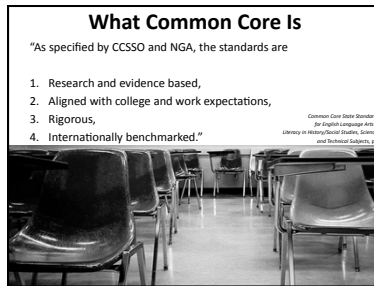 What Common Core Is
“As specified by CCSSO and NGA, the standards are
1. Research and evidence based,
2. Aligned with college and work expectations,
3. Rigorous,
4. Internationally benchmarked.”
Common Core State
for English Language Arts
Literacy in History/Social Studies,
and Technical Subjects,